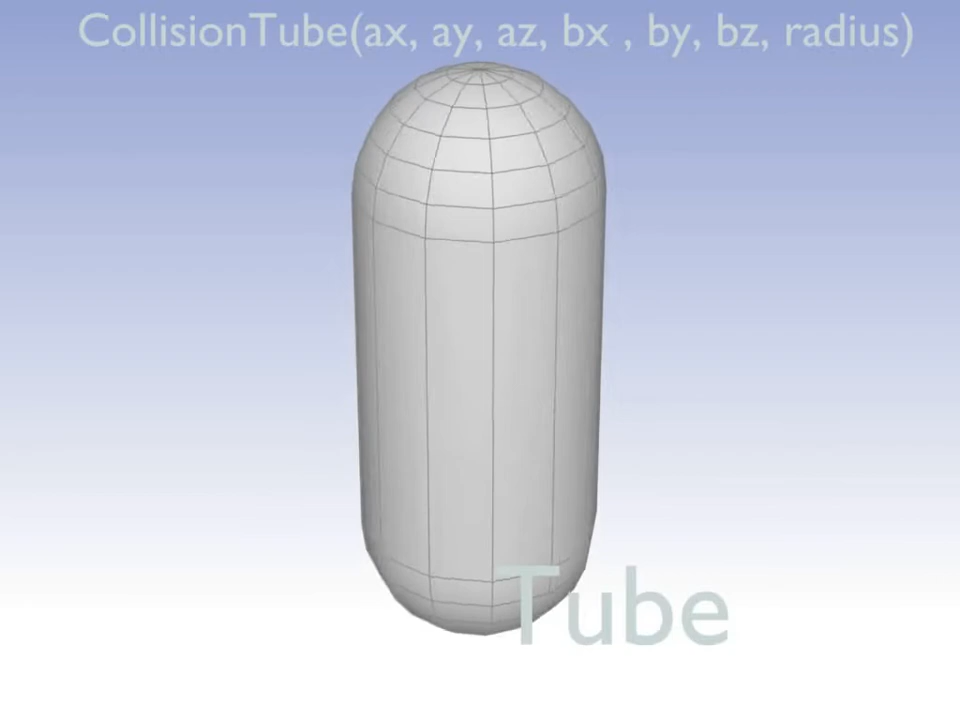 CollisionTube(ax, ay, az, bx , by, bz, radius)
Tube